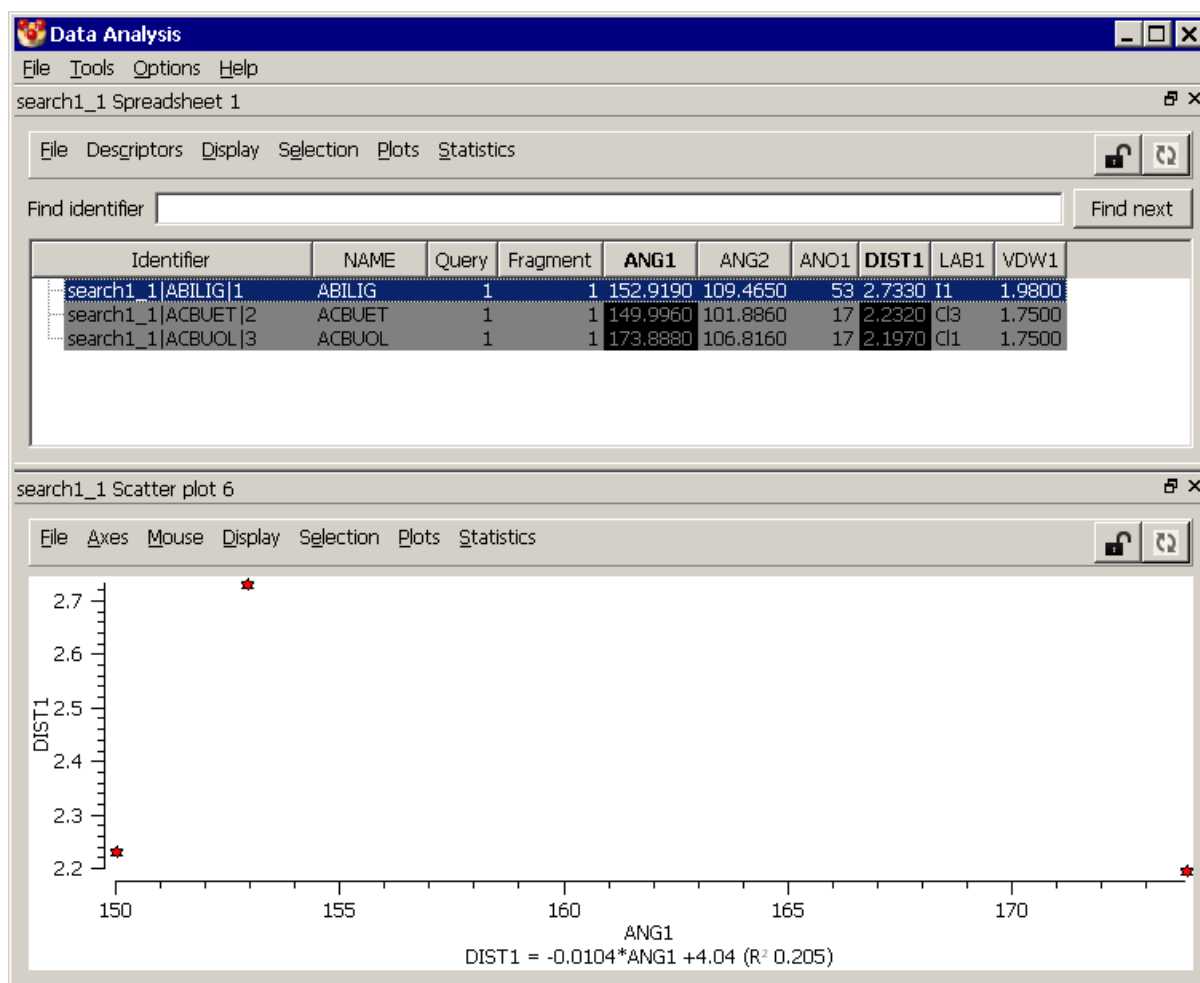 Data Analysis
File Tools Options Help
search1_1 Spreadsheet 1
File Descriptors Display Selection Plots Statistics
Find identifier Find next
Identifier NAME Query Fragment ANG1 ANG2 ANO1 DIST1 LAB1 VDW1
search1_1|ABILIG|1 ABILIG 1 1 152.9190 109.4650 53 2.7330 I1 1.9800
search1_1|ACBUET|2 ACBUET 1 1 149.9960 101.8860 17 2.2320 Cl3 1.7500
search1_1|ACBUOL|3 ACBUOL 1 1 173.8880 106.8160 17 2.1970 Cl1 1.7500
search1_1 Scatter plot 6
File Axes Mouse Display Selection Plots Statistics
2.7
2.6
2.5
2.4
2.3
2.2
DIST1
150 155 160 165 170
ANG1
DIST1 = -0.0104*ANG1 +4.04 (R² 0.205)